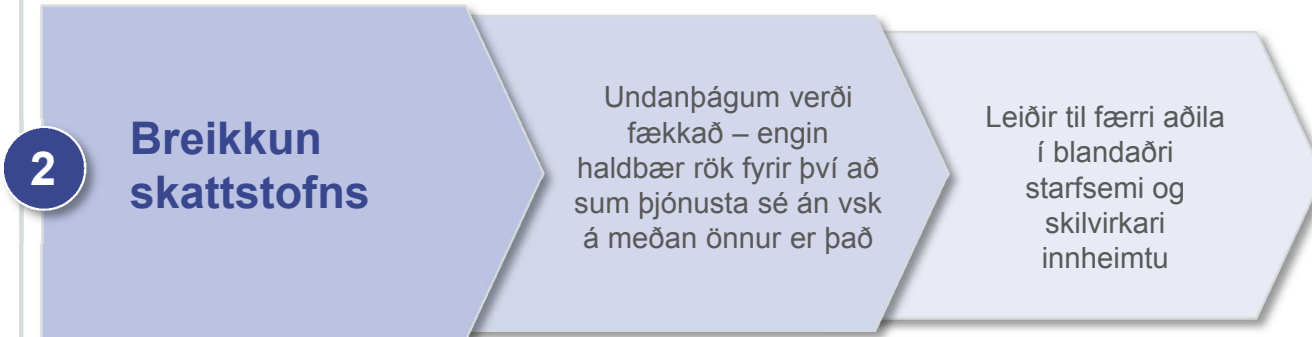 2
Breikkun
skattstofns
Undanþágum verði
fækkað – engin
haldbær rök fyrir því að
sum þjónusta sé án vsk
á meðan önnur er það
Leiðir til færri aðila
í blandaðri
starfsemi og
skilvirkari
innheimtu